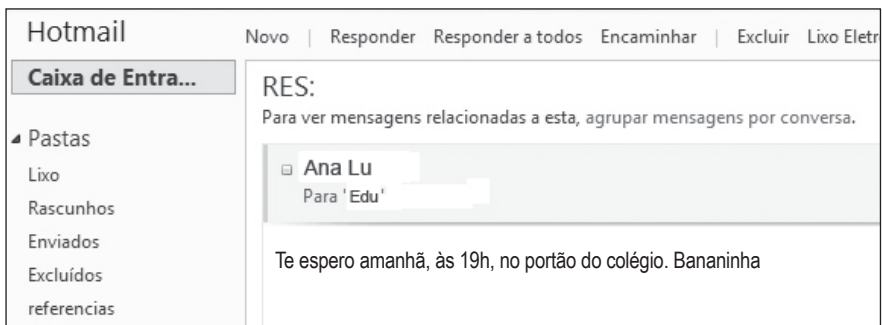 Hotmail
Novo | Responder Responder a todos Encaminhar | Excluir Lixo Eletr
Caixa de Entra...
RES:
Para ver mensagens relacionadas a esta, agrupar mensagens por conversa.
Pastas
Ana Lu
Lixo
Para 'Edu'
Rascunhos
Enviados
Te espero amanhã, às 19h, no portão do colégio. Bananinha
Excluídos
referencias